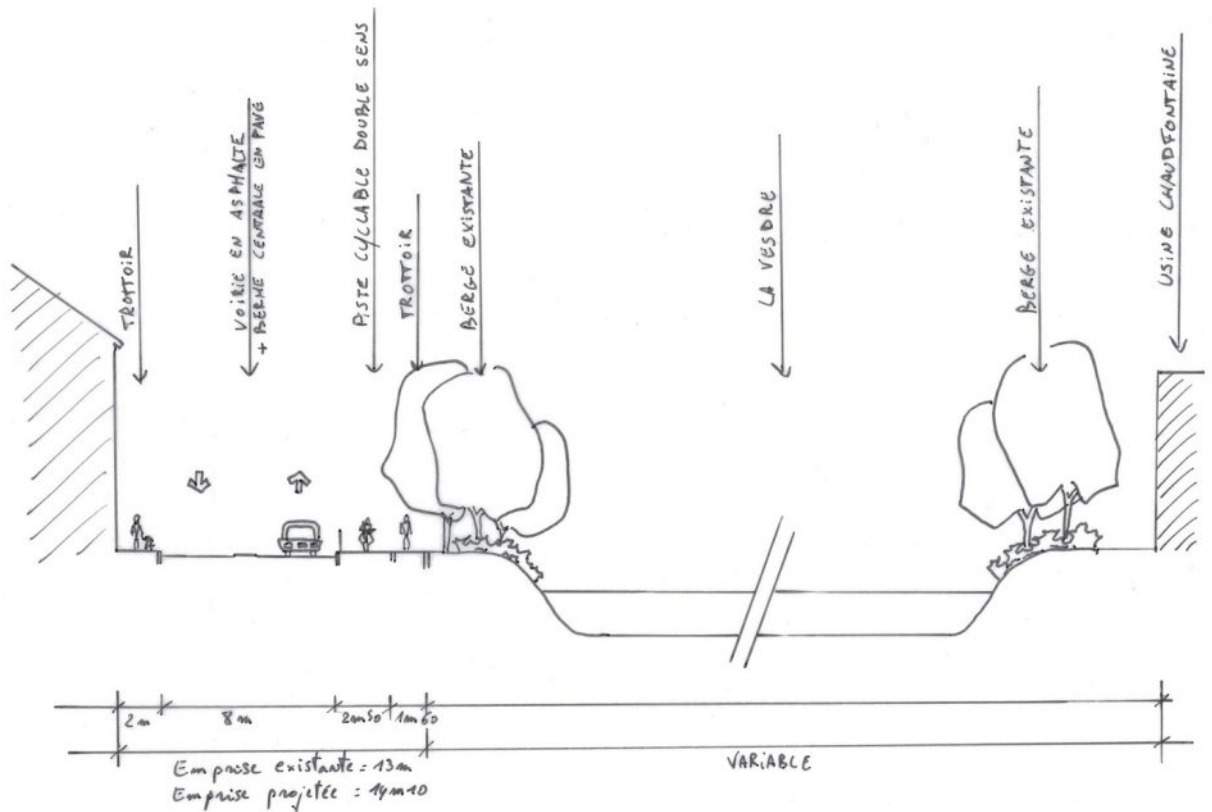 TROTTOIR
VOIRIE EN ASPHALTE
+ BERME CENTRALE EN PAVÉ
PISTE CYCLABLE DOUBLE SENS
TROTTOIR
BERGE EXISTANTE
LA VESDRE
BERGE EXISTANTE
USINE CHAUDFONTAINE
2m
8m
2m50
1m60
Emprise existante = 13m
Emprise projetée = 14m10
VARIABLE